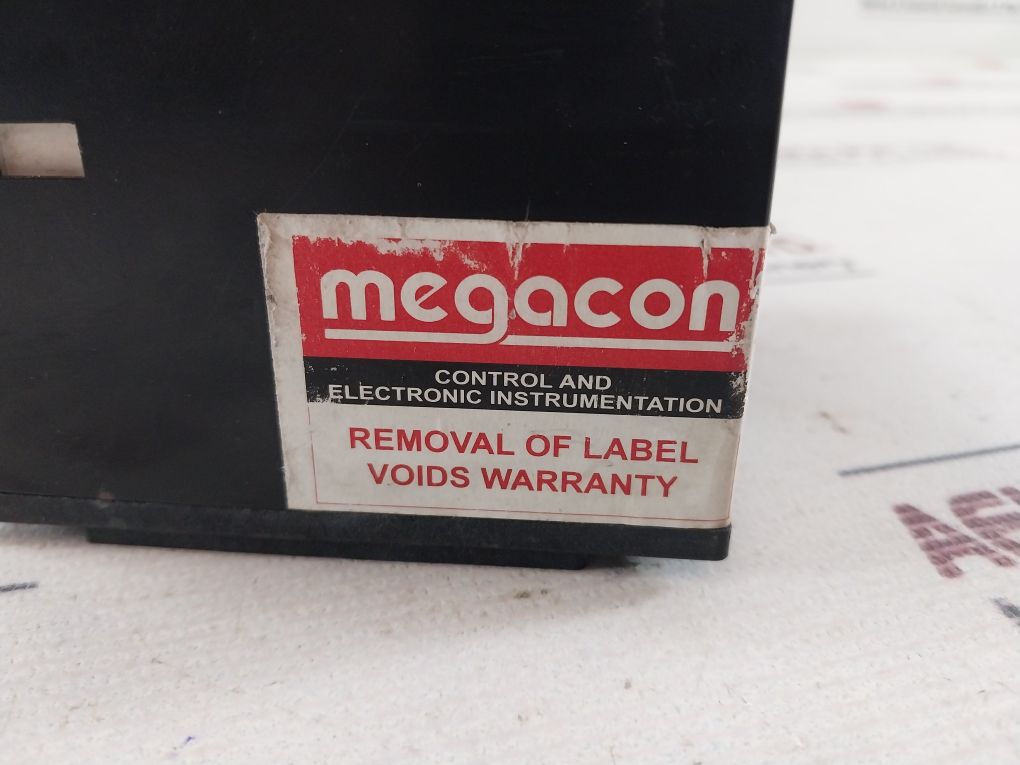 megacon
CONTROL AND
ELECTRONIC INSTRUMENTATION
REMOVAL OF LABEL
VOIDS WARRANTY